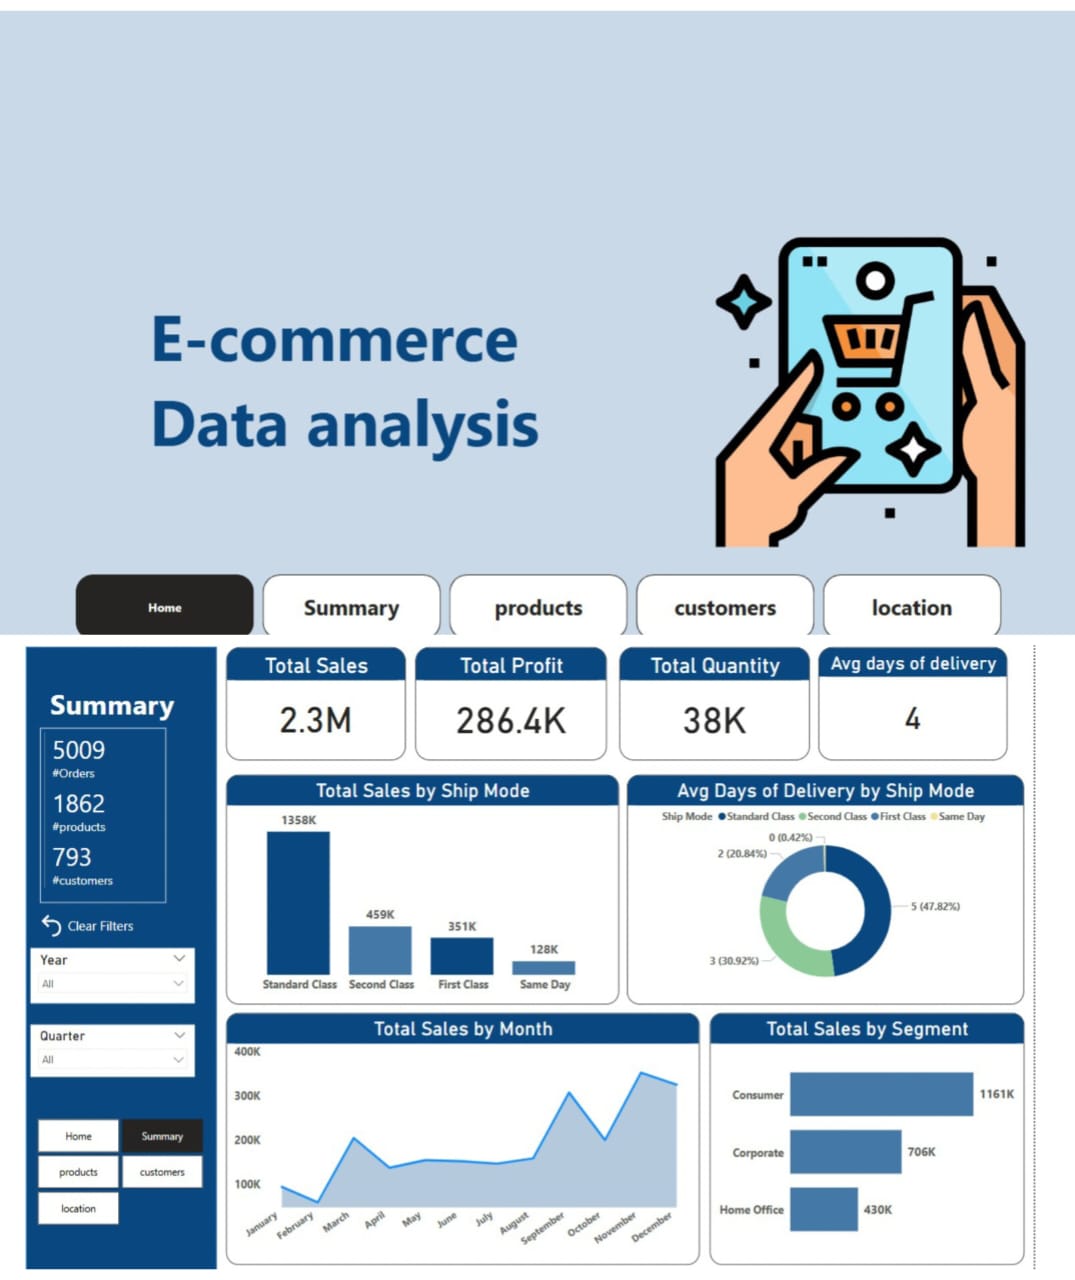 E-commerce
Data analysis
Home
Summary
products
customers
location
Summary
5009
#Orders
1862
#products
793
#customers
Clear Filters
Year
All
Quarter
All
Home
Summary
products
customers
location
Total Sales
2.3M
Total Profit
286.4K
Total Quantity
38K
Avg days of delivery
4
Total Sales by Ship Mode
1358K
459K
351K
128K
Standard Class
Second Class
First Class
Same Day
Avg Days of Delivery by Ship Mode
Ship Mode Standard Class Second Class First Class Same Day
0 (0.42%)
2 (20.84%)
5 (47.82%)
3 (30.92%)
Total Sales by Month
400K
300K
200K
100K
January
February
March
April
May
June
July
August
September
October
November
December
Total Sales by Segment
Consumer 1161K
Corporate 706K
Home Office 430K